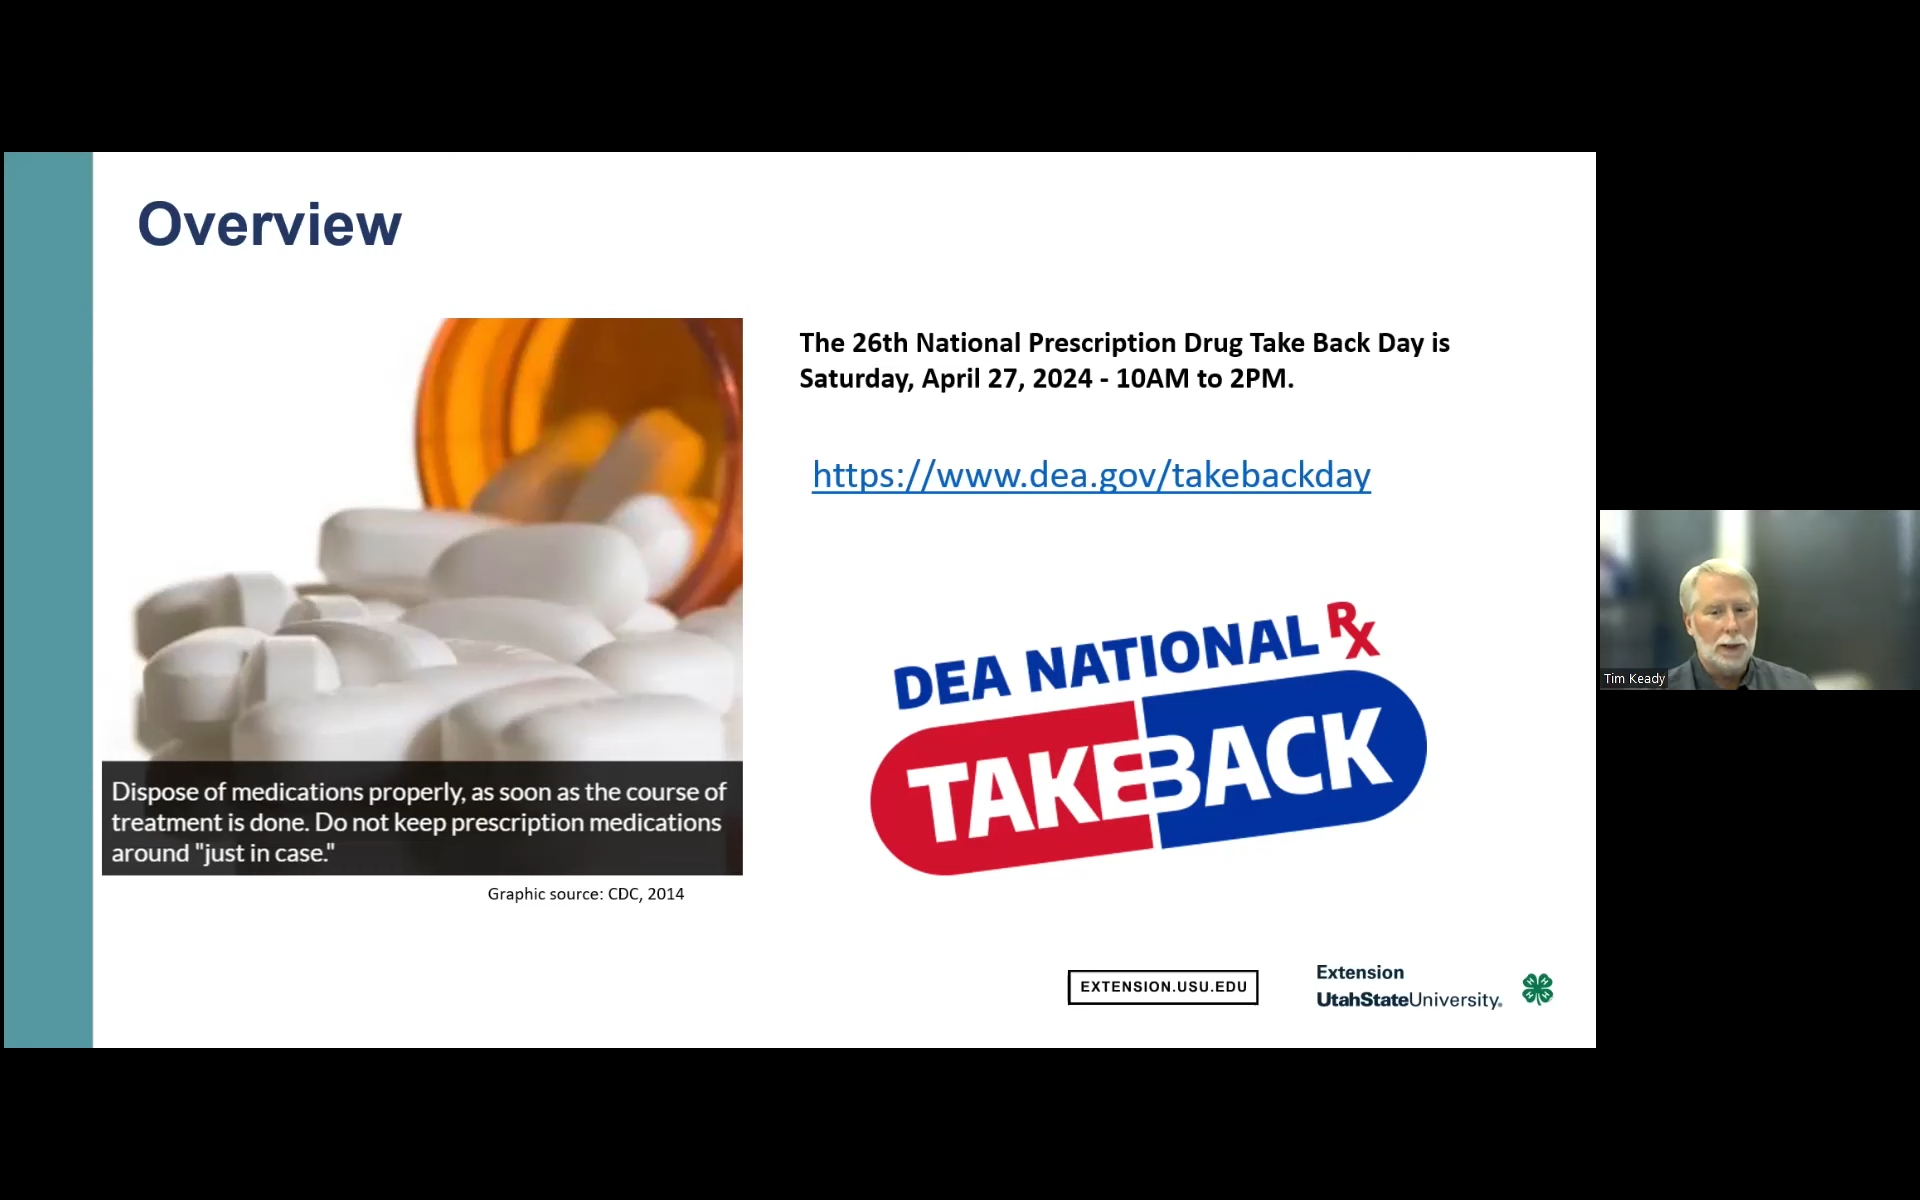 Overview
The 26th National Prescription Drug Take Back Day is
Saturday, April 27, 2024 - 10AM to 2PM.
https://www.dea.gov/takebackday
Dispose of medications properly, as soon as the course of
treatment is done. Do not keep prescription medications
around "just in case."
Graphic source: CDC, 2014
DEA NATIONAL Rx
TAKEBACK
EXTENSION.USU.EDU
Extension
UtahStateUniversity®
Tim Keady